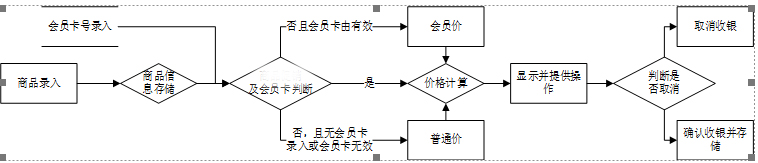 会员卡号录入
否且会员卡由有效
会员价
取消收银
商品录入
商品信
息存储
及会员卡判断
是
价格计算
显示并提供操
作
判断是
否取消
否，且无会员卡
录入或会员卡无效
普通价
确认收银并存
储